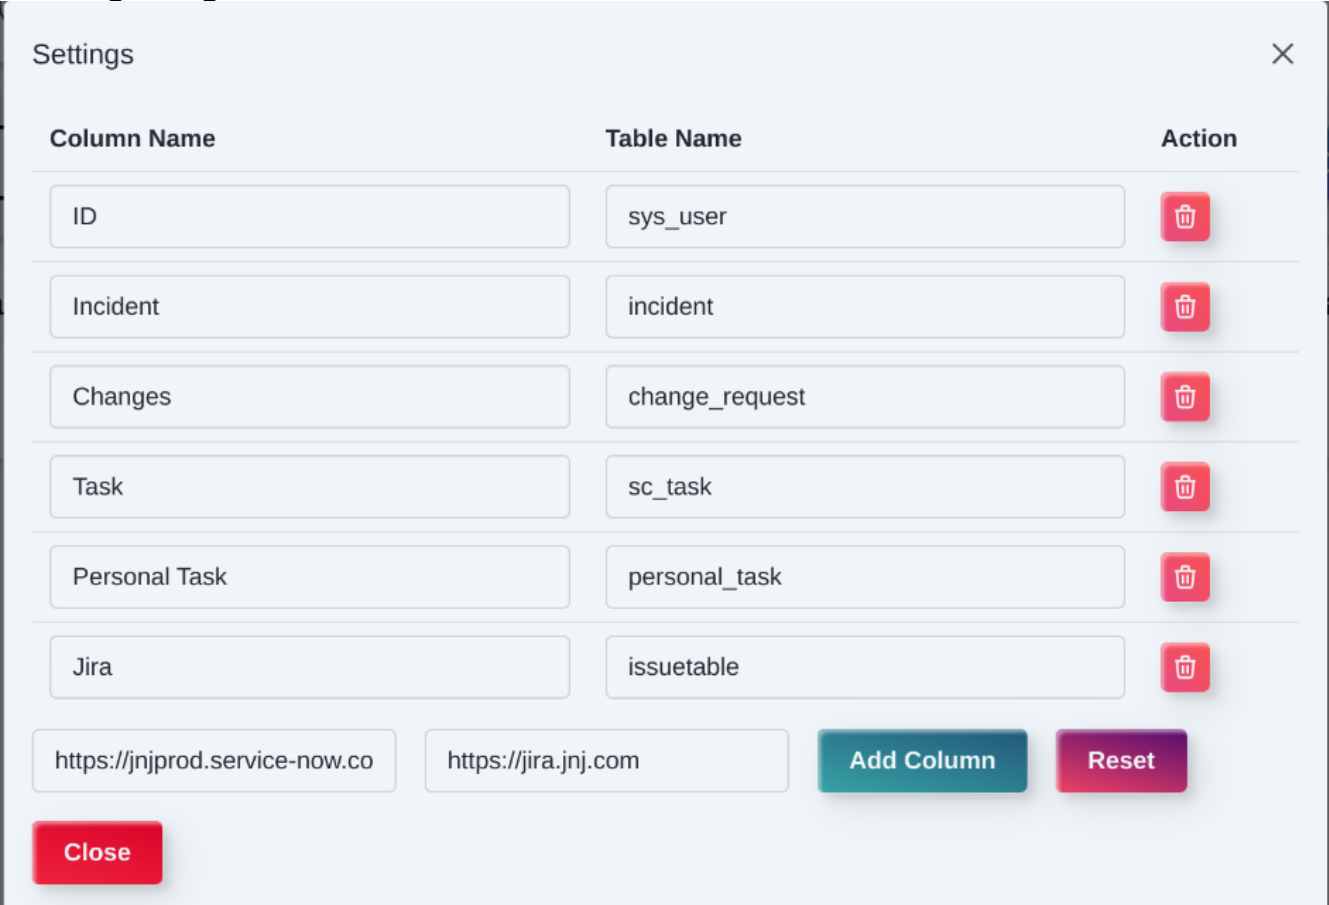 Settings
Column Name Table Name Action
ID sys_user
Incident incident
Changes change_request
Task sc_task
Personal Task personal_task
Jira issuetable
https://jnjprod.service-now.co https://jira.jnj.com Add Column Reset
Close